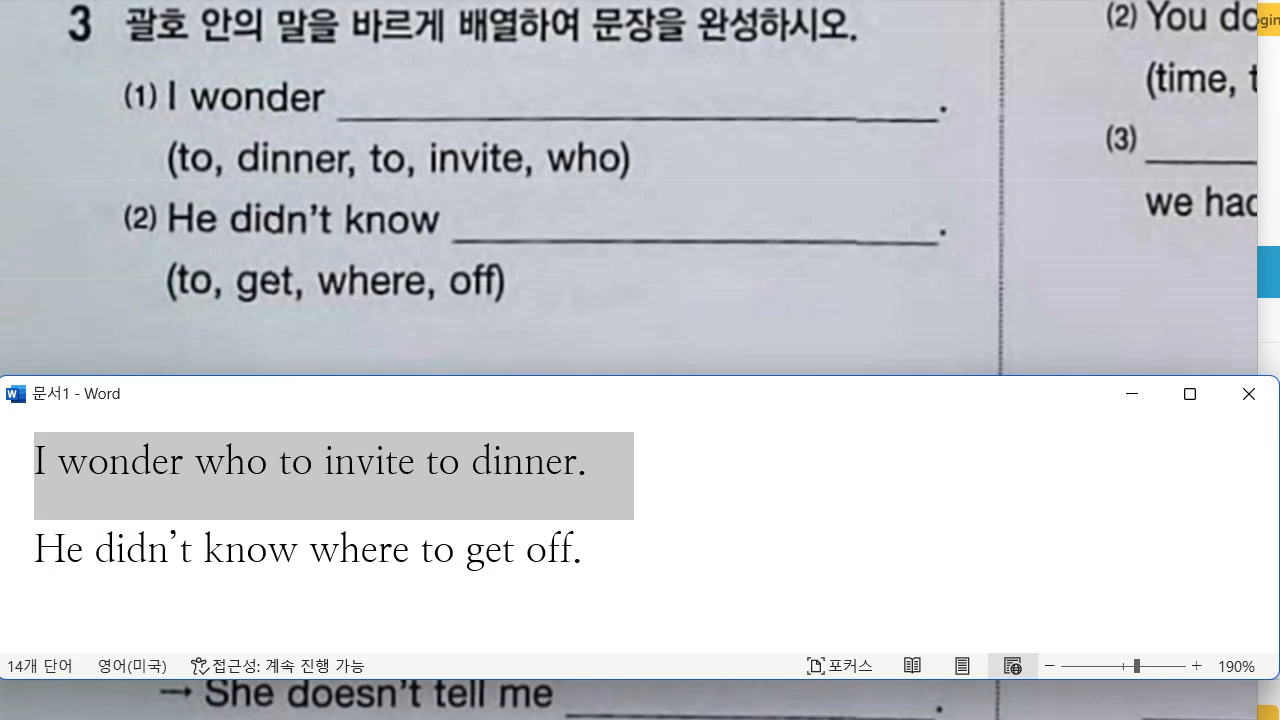 3 괄호 안의 말을 바르게 배열하여 문장을 완성하시오.
(1) I wonder ____________________ .
(to, dinner, to, invite, who)
(2) He didn't know ____________________ .
(to, get, where, off)
(2) You do
(time, t
(3) __________
we had
gin
문서1 - Word
I wonder who to invite to dinner.
He didn't know where to get off.
14개 단어 영어(미국) 접근성: 계속 진행 가능 포커스 190%
→ She doesn't tell me ____________________ .